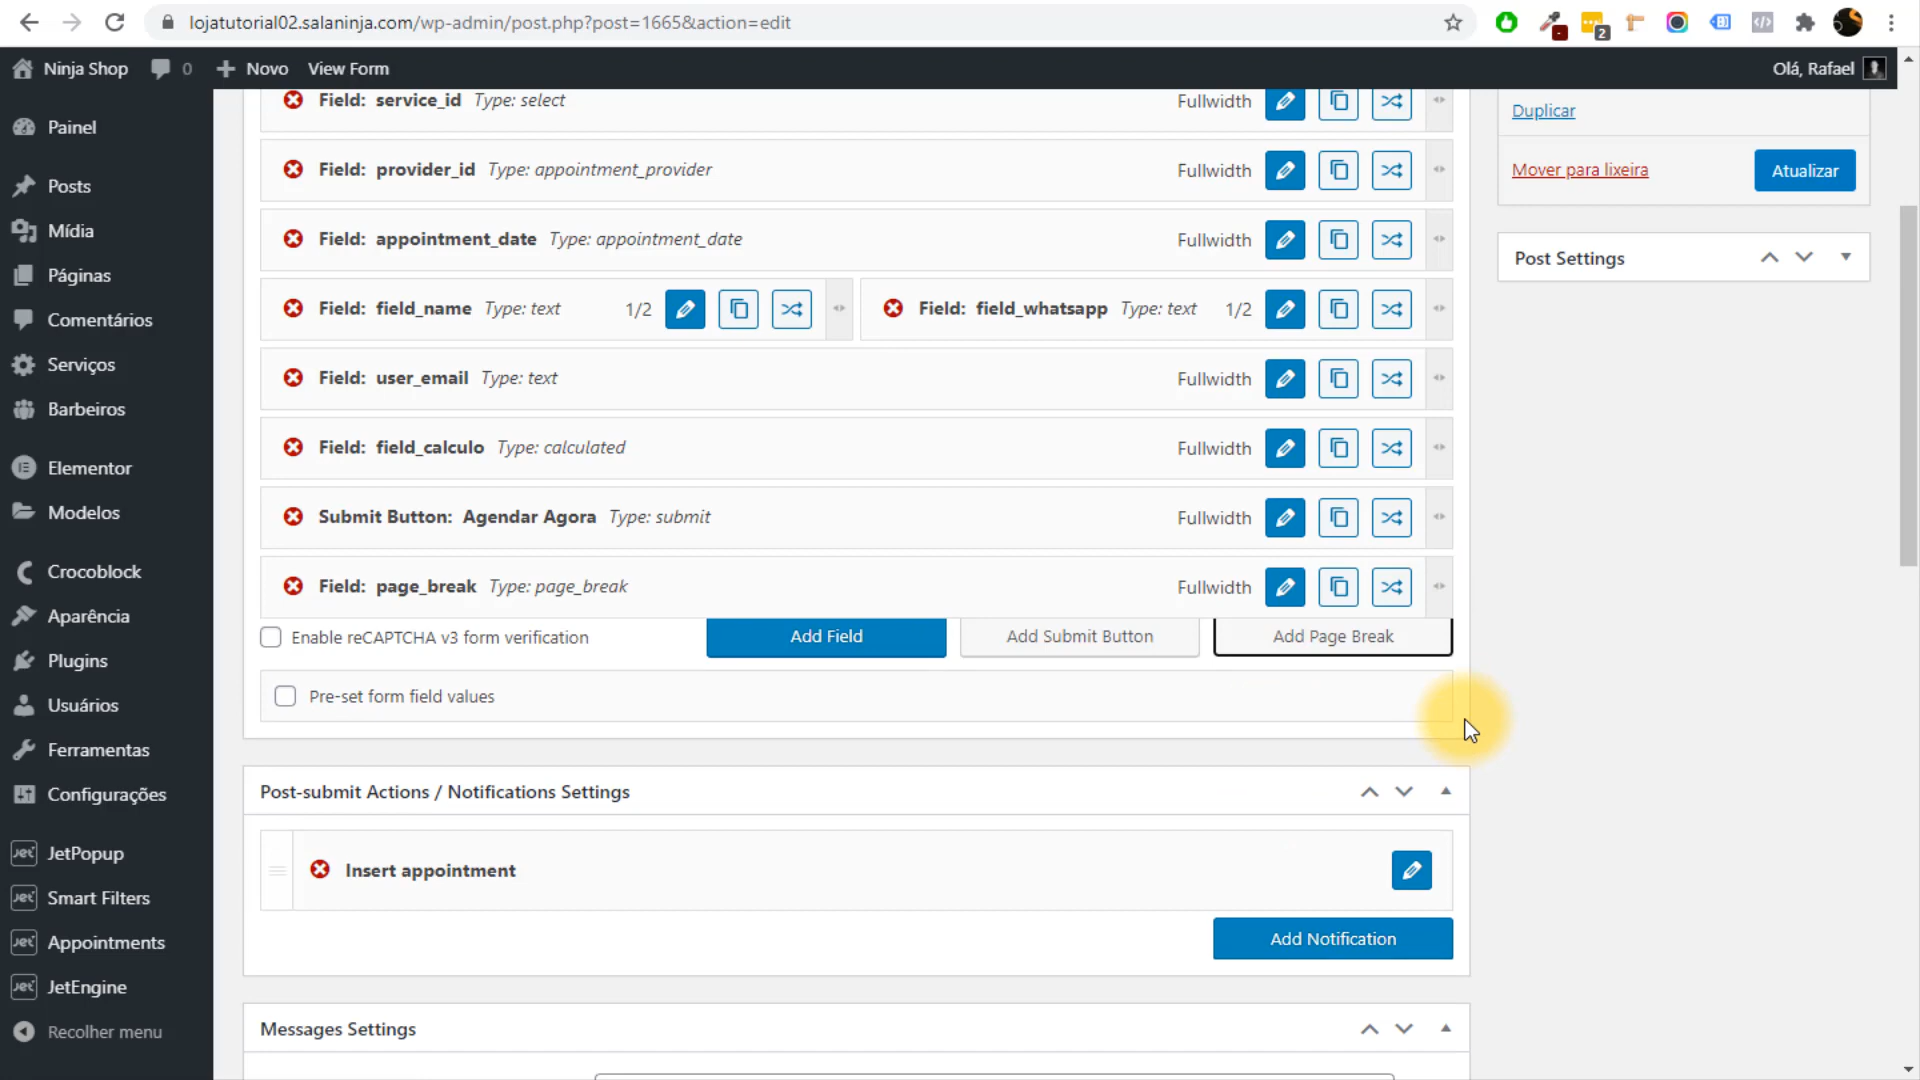 lojatutorial02.salaninja.com/wp-admin/post.php?post=1665&action=edit
2
Ninja Shop 0 Novo View Form Olá, Rafael
Painel
Posts
Mídia
Páginas
Comentários
Serviços
Barbeiros
Elementor
Modelos
Crocoblock
Aparência
Plugins
Usuários
Ferramentas
Configurações
JetPopup
Smart Filters
Appointments
JetEngine
Recolher menu
Field: service_id Type: select Fullwidth
Field: provider_id Type: appointment_provider Fullwidth
Field: appointment_date Type: appointment_date Fullwidth
Field: field_name Type: text 1/2
Field: field_whatsapp Type: text 1/2
Field: user_email Type: text Fullwidth
Field: field_calculo Type: calculated Fullwidth
Submit Button: Agendar Agora Type: submit Fullwidth
Field: page_break Type: page_break Fullwidth
Enable reCAPTCHA v3 form verification Add Field Add Submit Button Add Page Break
Pre-set form field values
Post-submit Actions / Notifications Settings
Insert appointment
Add Notification
Messages Settings
Duplicar
Mover para lixeira Atualizar
Post Settings